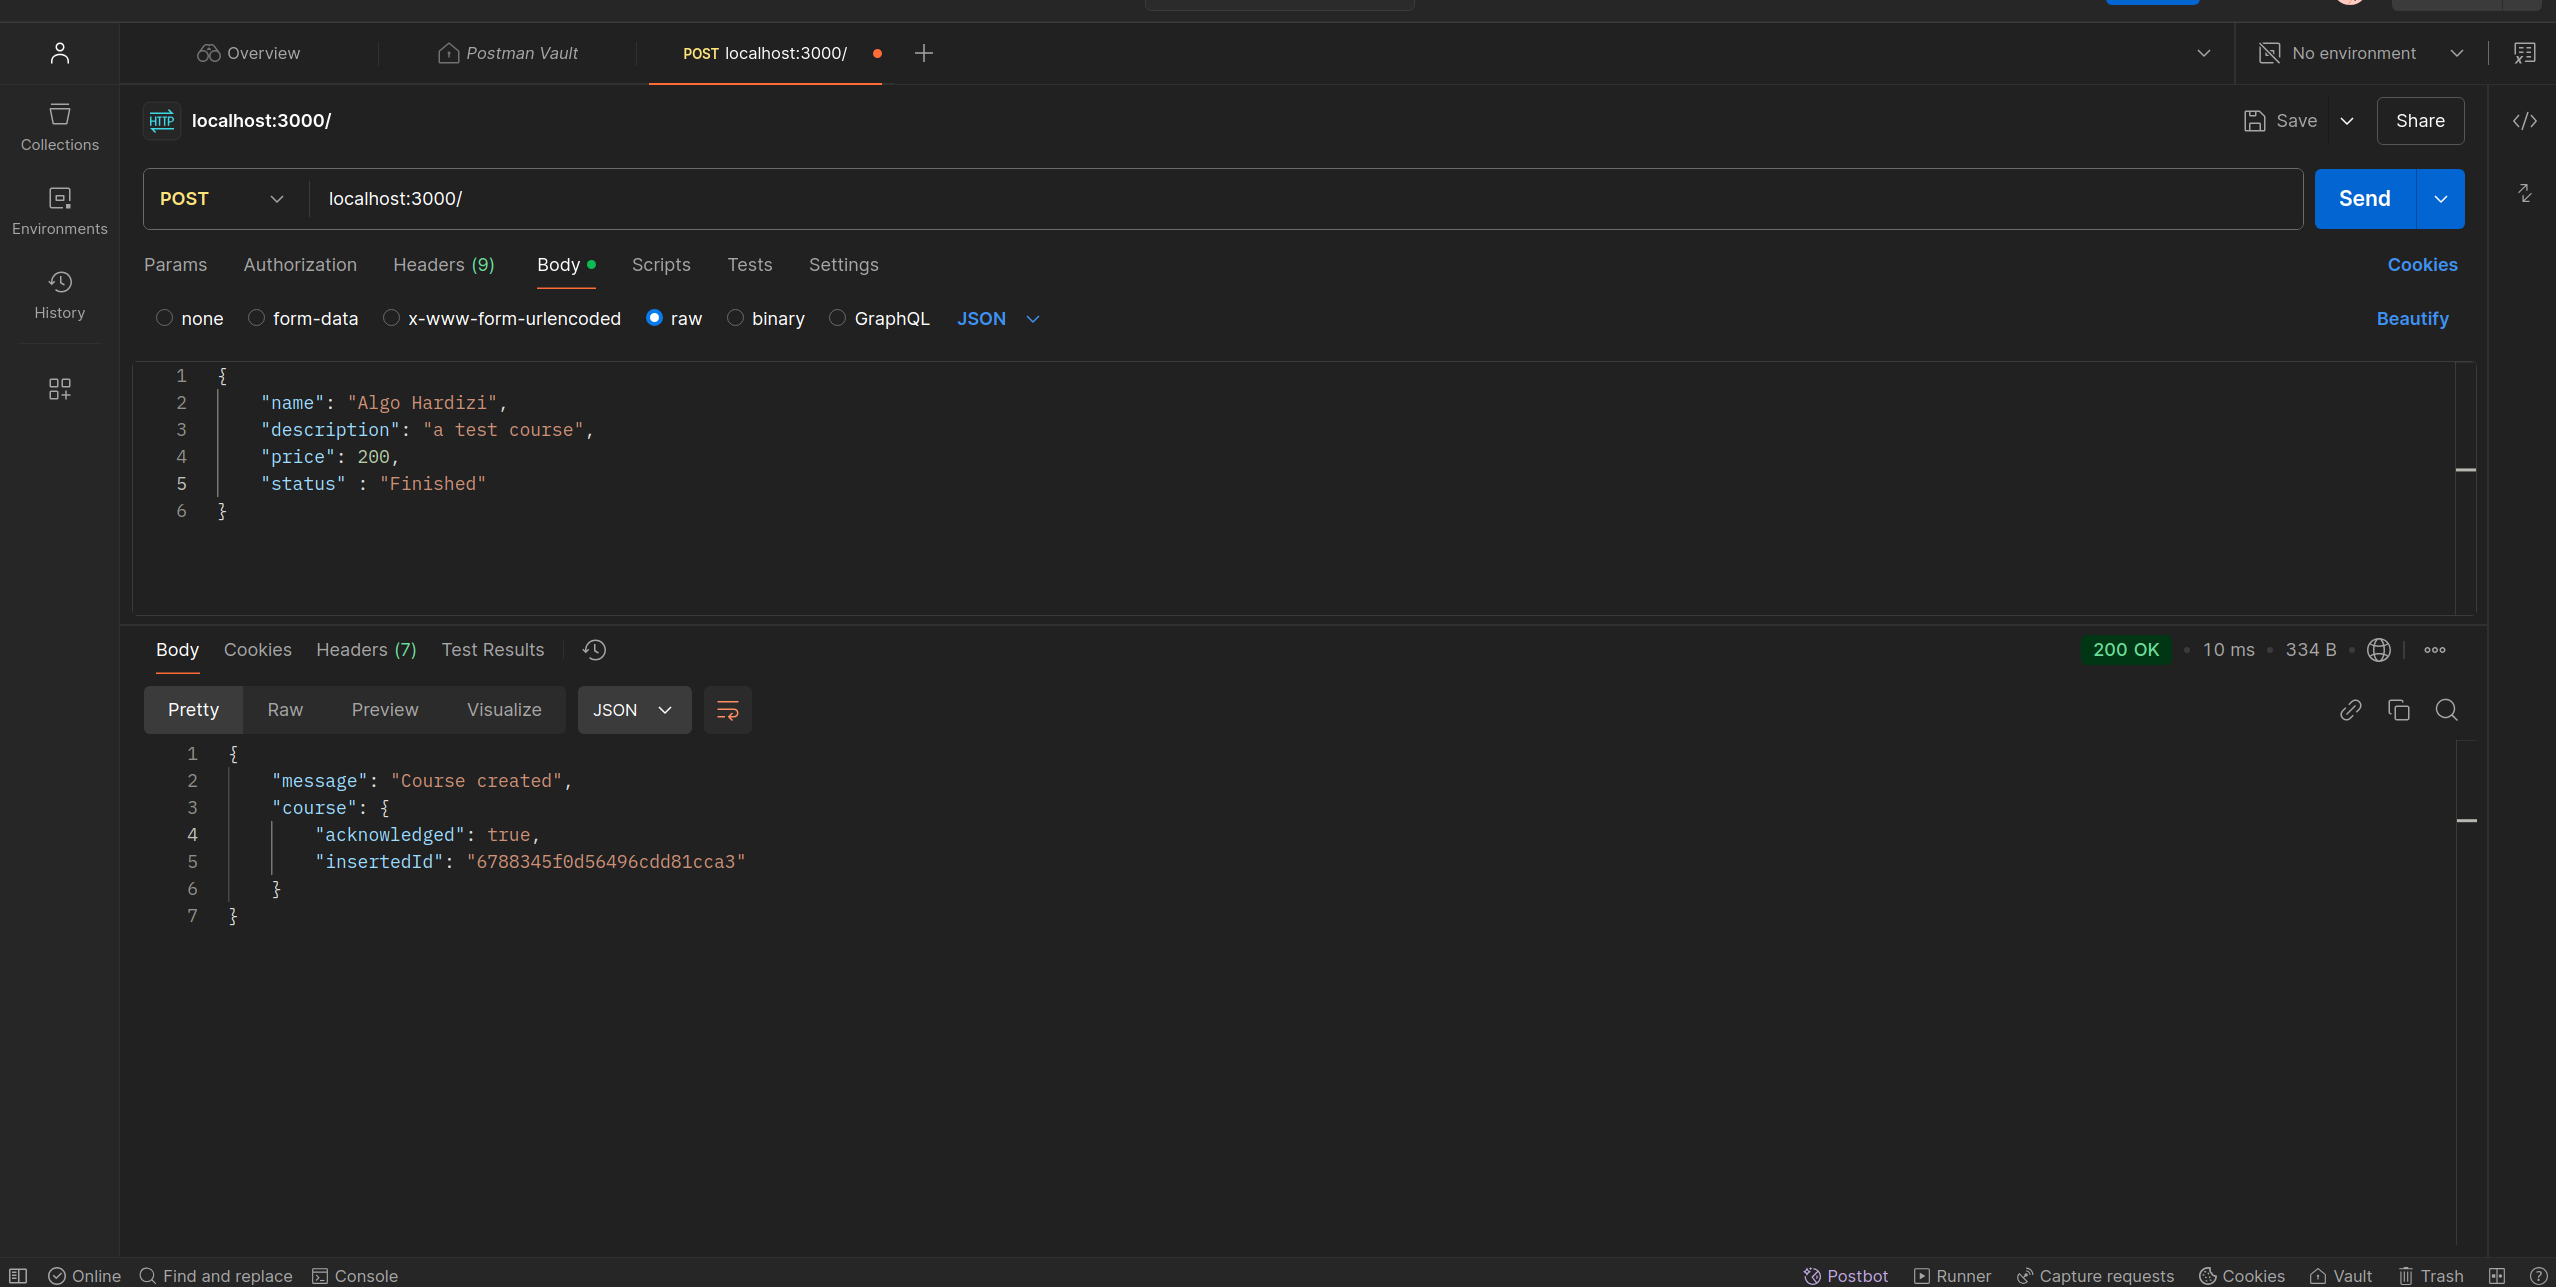 Overview
Postman Vault
POST localhost:3000/
No environment
Collections
Environments
History
HTTP localhost:3000/
Save
Share
POST localhost:3000/
Send
Params Authorization Headers (9) Body Scripts Tests Settings
Cookies
none form-data x-www-form-urlencoded raw binary GraphQL JSON
Beautify
1 {
2 "name": "Algo Hardizi",
3 "description": "a test course",
4 "price": 200,
5 "status" : "Finished"
6 }
Body Cookies Headers (7) Test Results
200 OK • 10 ms • 334 B
Pretty Raw Preview Visualize JSON
1 {
2 "message": "Course created",
3 "course": {
4 "acknowledged": true,
5 "insertedId": "6788345f0d56496cdd81cca3"
6 }
7 }
Online Find and replace Console
Postbot Runner Capture requests Cookies Vault Trash